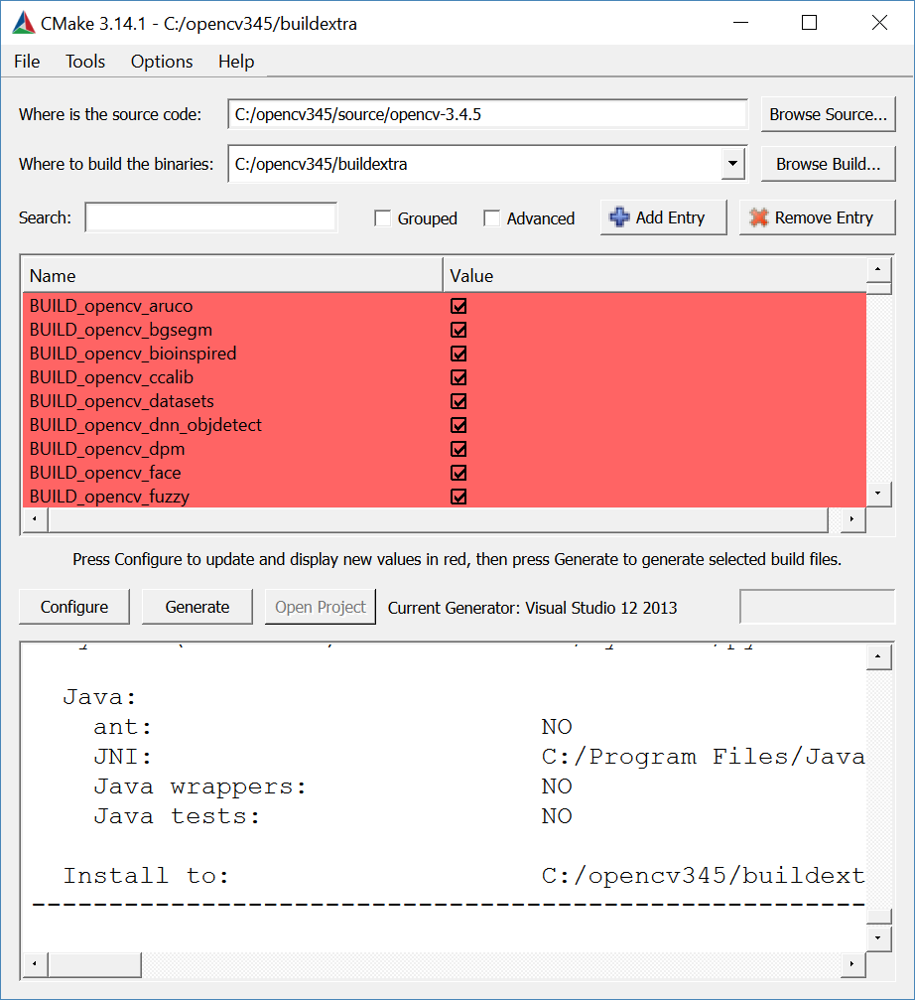 CMake 3.14.1 - C:/opencv345/buildextra
File Tools Options Help
Where is the source code: C:/opencv345/source/opencv-3.4.5 Browse Source...
Where to build the binaries: C:/opencv345/buildextra Browse Build...
Search: Grouped Advanced Add Entry Remove Entry
Name Value
BUILD_opencv_aruco
BUILD_opencv_bgsegm
BUILD_opencv_bioinspired
BUILD_opencv_ccalib
BUILD_opencv_datasets
BUILD_opencv_dnn_objdetect
BUILD_opencv_dpm
BUILD_opencv_face
BUILD_opencv_fuzzy
Press Configure to update and display new values in red, then press Generate to generate selected build files.
Configure Generate Open Project Current Generator: Visual Studio 12 2013
Java:
ant: NO
JNI: C:/Program Files/Java
Java wrappers: NO
Java tests: NO
Install to: C:/opencv345/buildext
-------------------------------------------------------